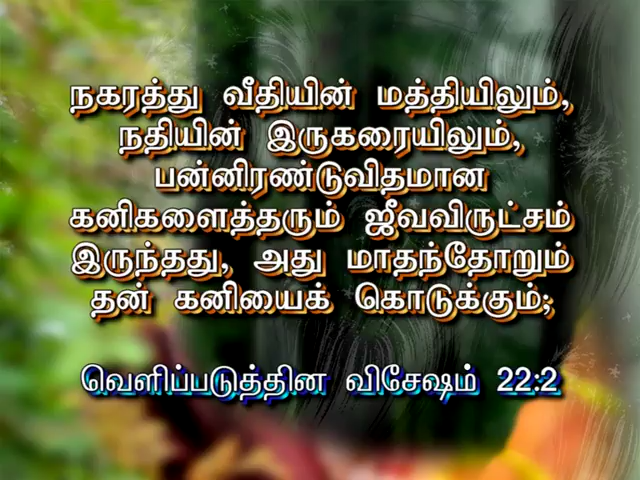 நகரத்து வீதியின் மத்தியிலும்,
நதியின் இருகரையிலும்,
பன்னிரண்டுவிதமான
கனிகளைத்தரும் ஜீவவிருட்சம்
இருந்தது, அது மாதந்தோறும்
தன் கனியைக் கொடுக்கும்;
வெளிப்படுத்தின விசேஷம் 22:2